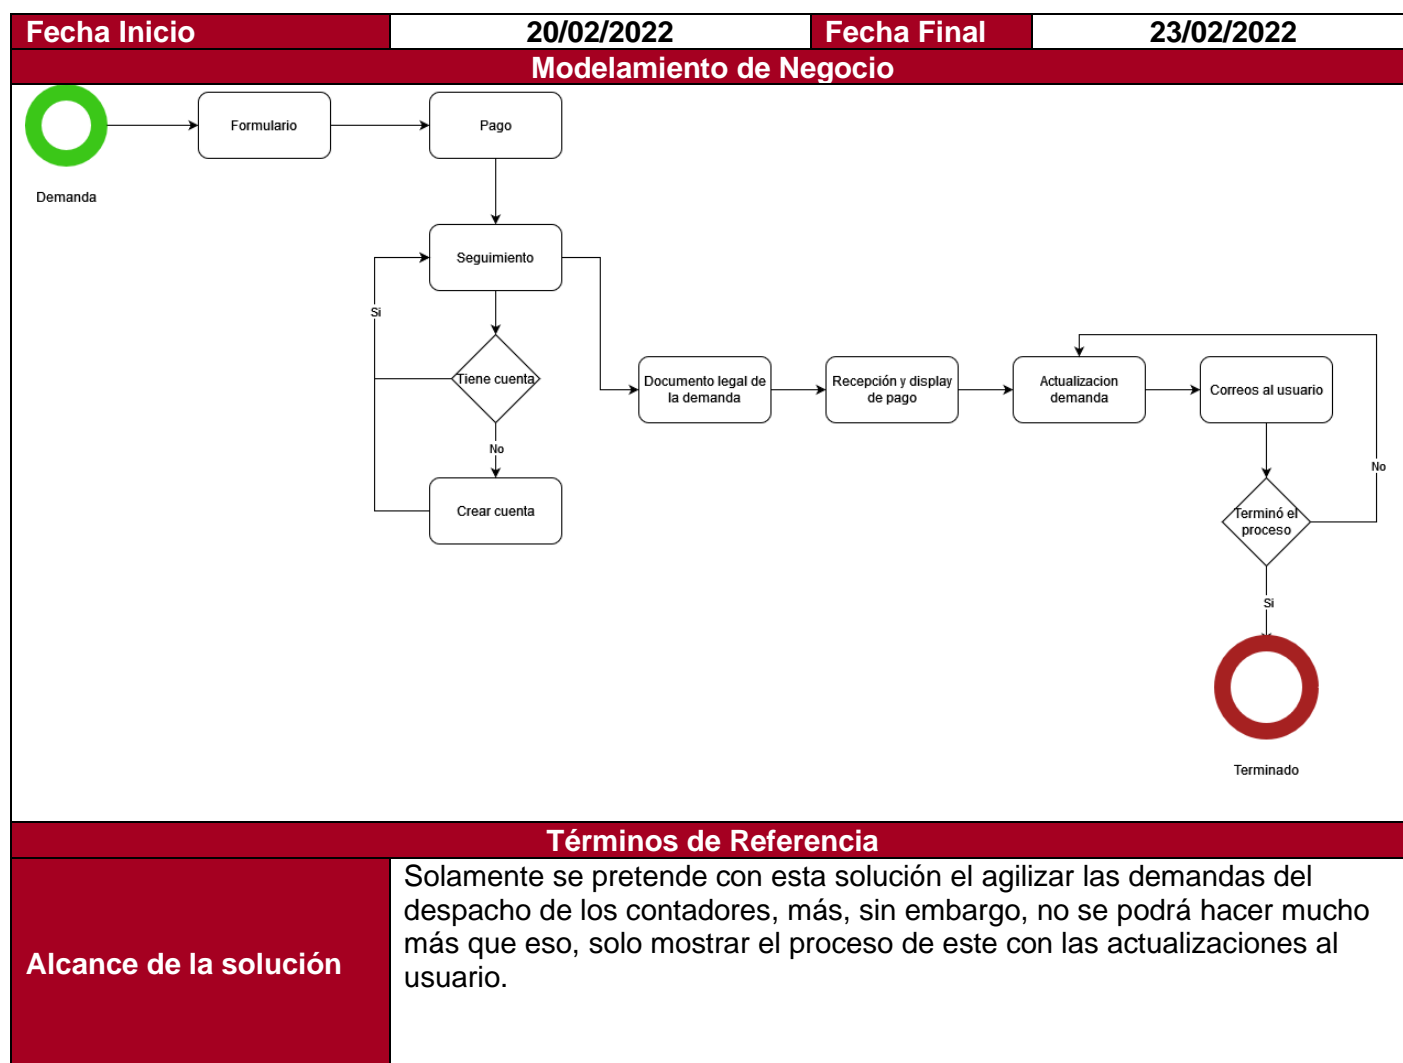 Fecha Inicio 20/02/2022 Fecha Final 23/02/2022
Modelamiento de Negocio
Formulario
Pago
Demanda
Seguimiento
Si
Tiene cuenta
No
Crear cuenta
Documento legal de
la demanda
Recepción y display
de pago
Actualizacion
demanda
Correos al usuario
No
Terminó el
proceso
Si
Terminado
Términos de Referencia
Alcance de la solución
Solamente se pretende con esta solución el agilizar las demandas del
despacho de los contadores, más, sin embargo, no se podrá hacer mucho
más que eso, solo mostrar el proceso de este con las actualizaciones al
usuario.